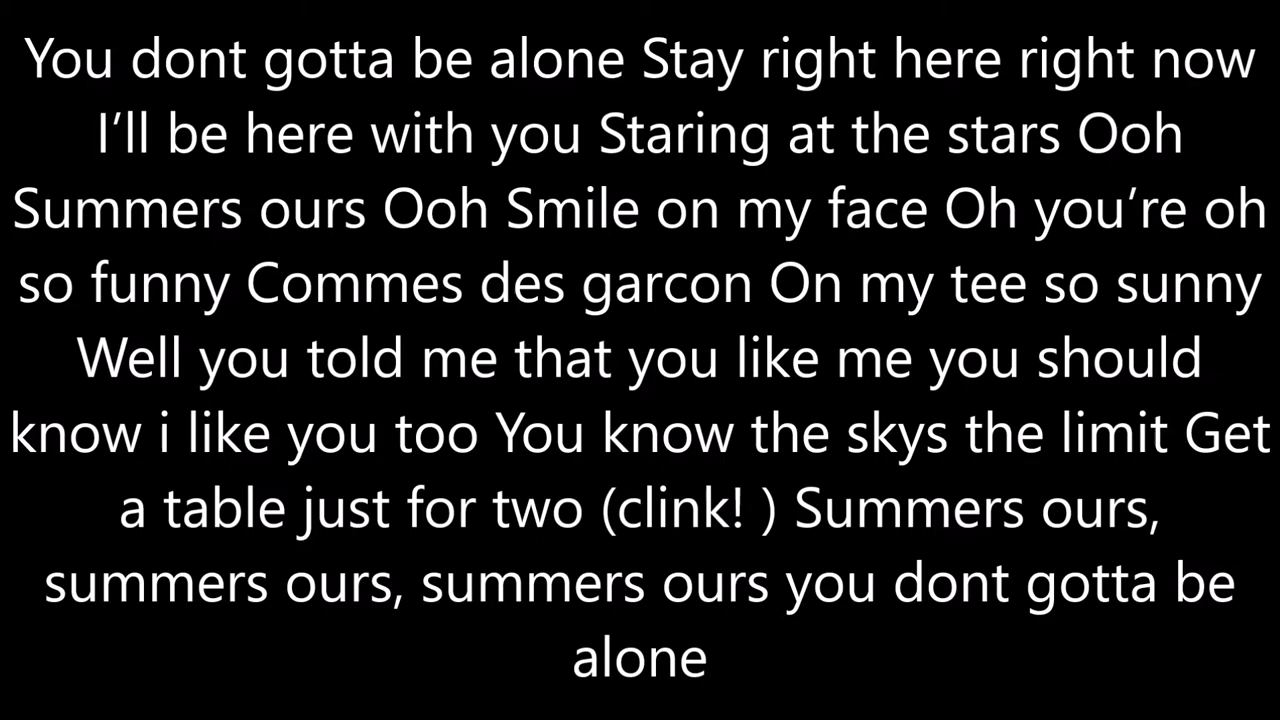 You dont gotta be alone Stay right here right now
I’ll be here with you Staring at the stars Ooh
Summers ours Ooh Smile on my face Oh you’re oh
so funny Commes des garcon On my tee so sunny
Well you told me that you like me you should
know i like you too You know the skys the limit Get
a table just for two (clink! ) Summers ours,
summers ours, summers ours you dont gotta be
alone